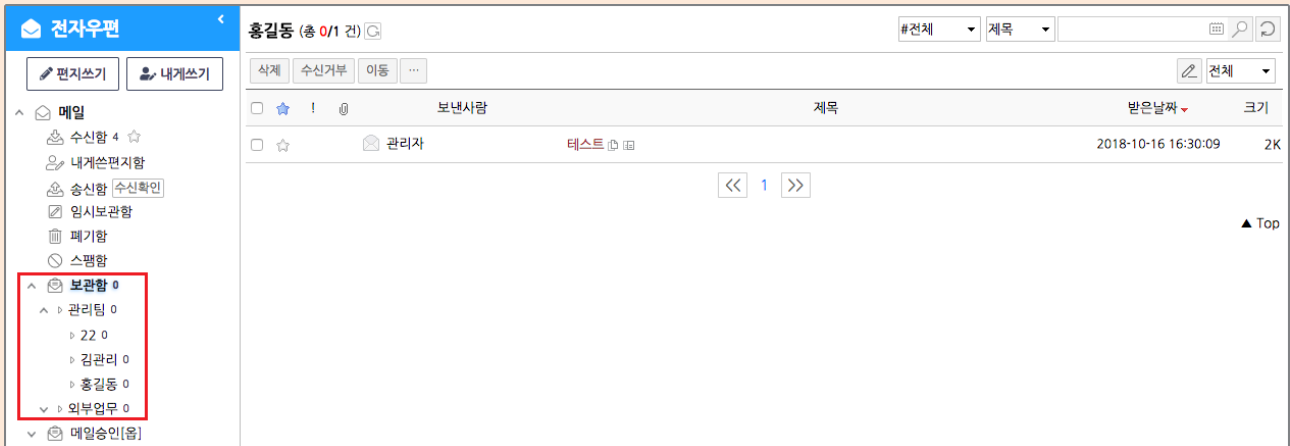 전자우편
편지쓰기 내게쓰기
메일
수신함 4
내게쓴편지함
송신함 수신확인
임시보관함
폐기함
스팸함
보관함 0
관리팀 0
22 0
김관리 0
홍길동 0
외부업무 0
메일승인[옵]
홍길동 (총 0/1 건)
#전체 제목
삭제 수신거부 이동 ... 전체
! 보낸사람 제목 받은날짜 크기
관리자 테스트 2018-10-16 16:30:09 2K
<< 1 >>
▲ Top